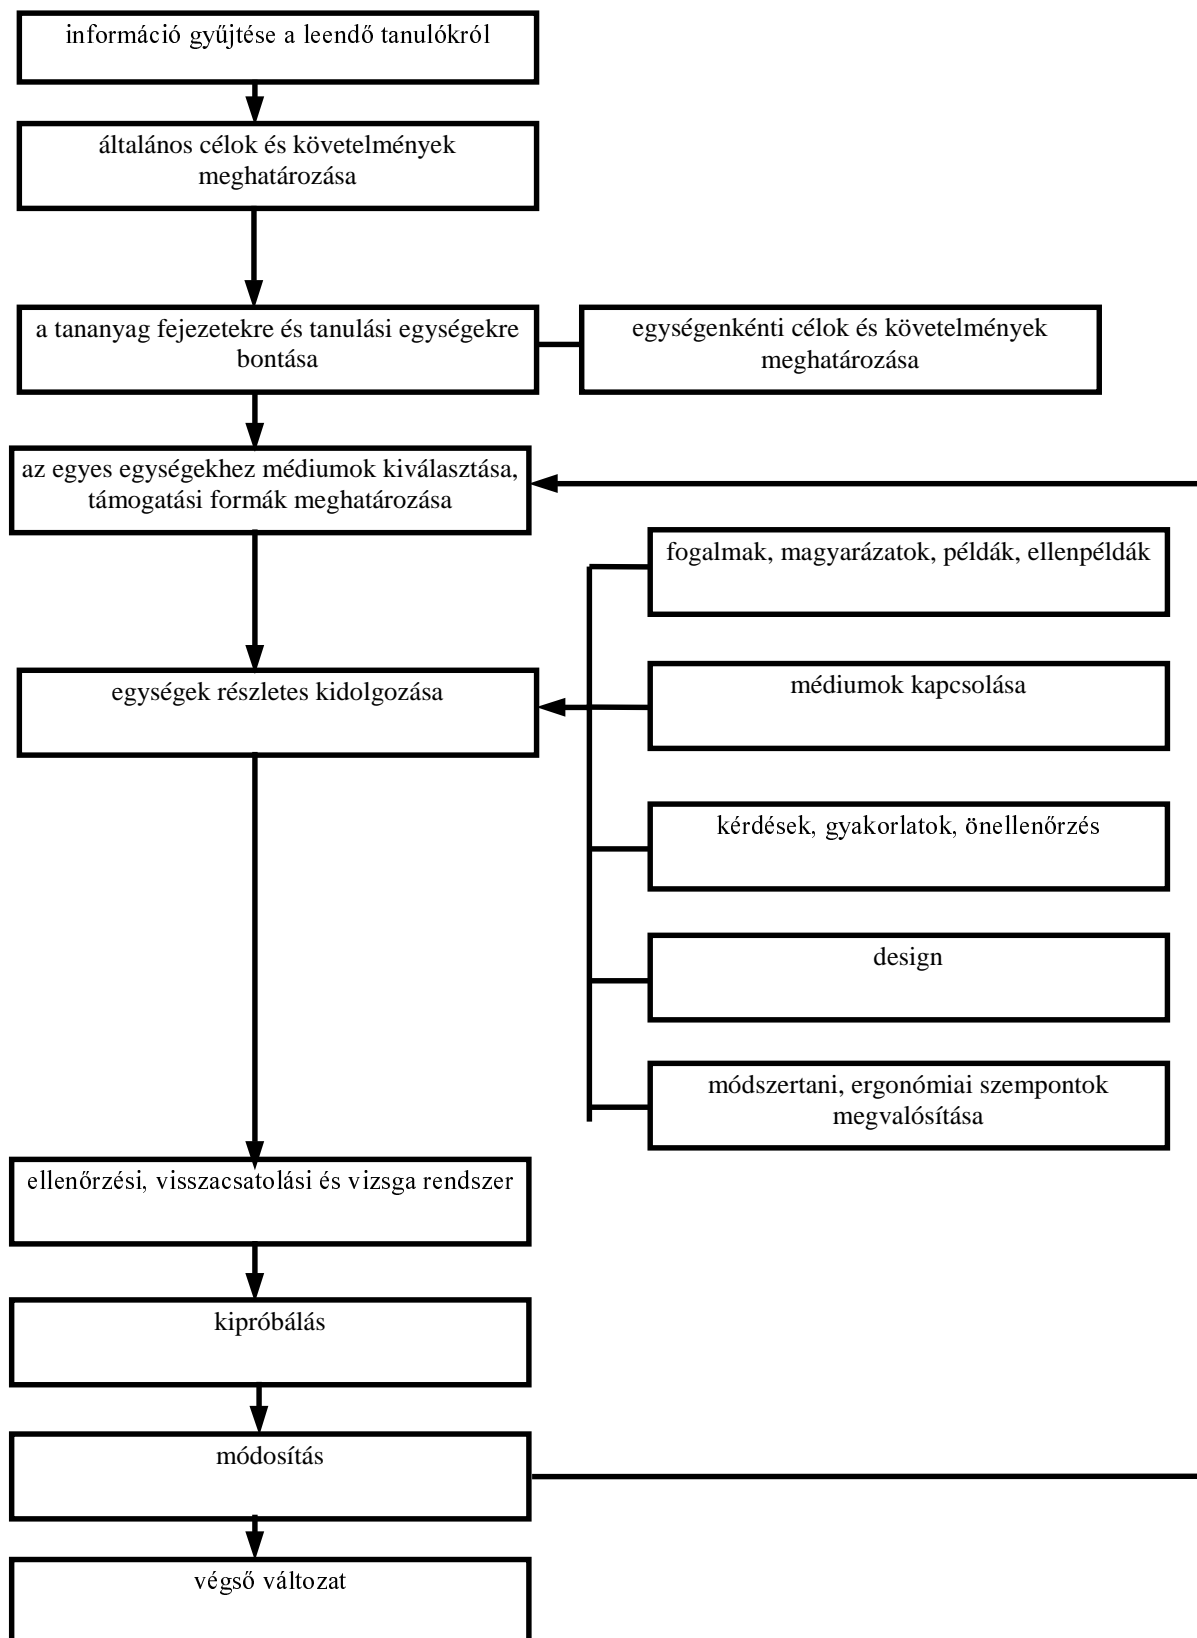 információ gyűjtése a leendő tanulókról
általános célok és követelmények
meghatározása
a tananyag fejezetekre és tanulási egységekre
bontása
egységenkénti célok és követelmények
meghatározása
az egyes egységekhez médiumok kiválasztása,
támogatási formák meghatározása
fogalmak, magyarázatok, példák, ellenpéldák
egységek részletes kidolgozása
médiumok kapcsolása
kérdések, gyakorlatok, önellenőrzés
design
módszertani, ergónómiai szempontok
megvalósítása
ellenőrzési, visszacsatolási és vizsga rendszer
kipróbálás
módosítás
végső változat